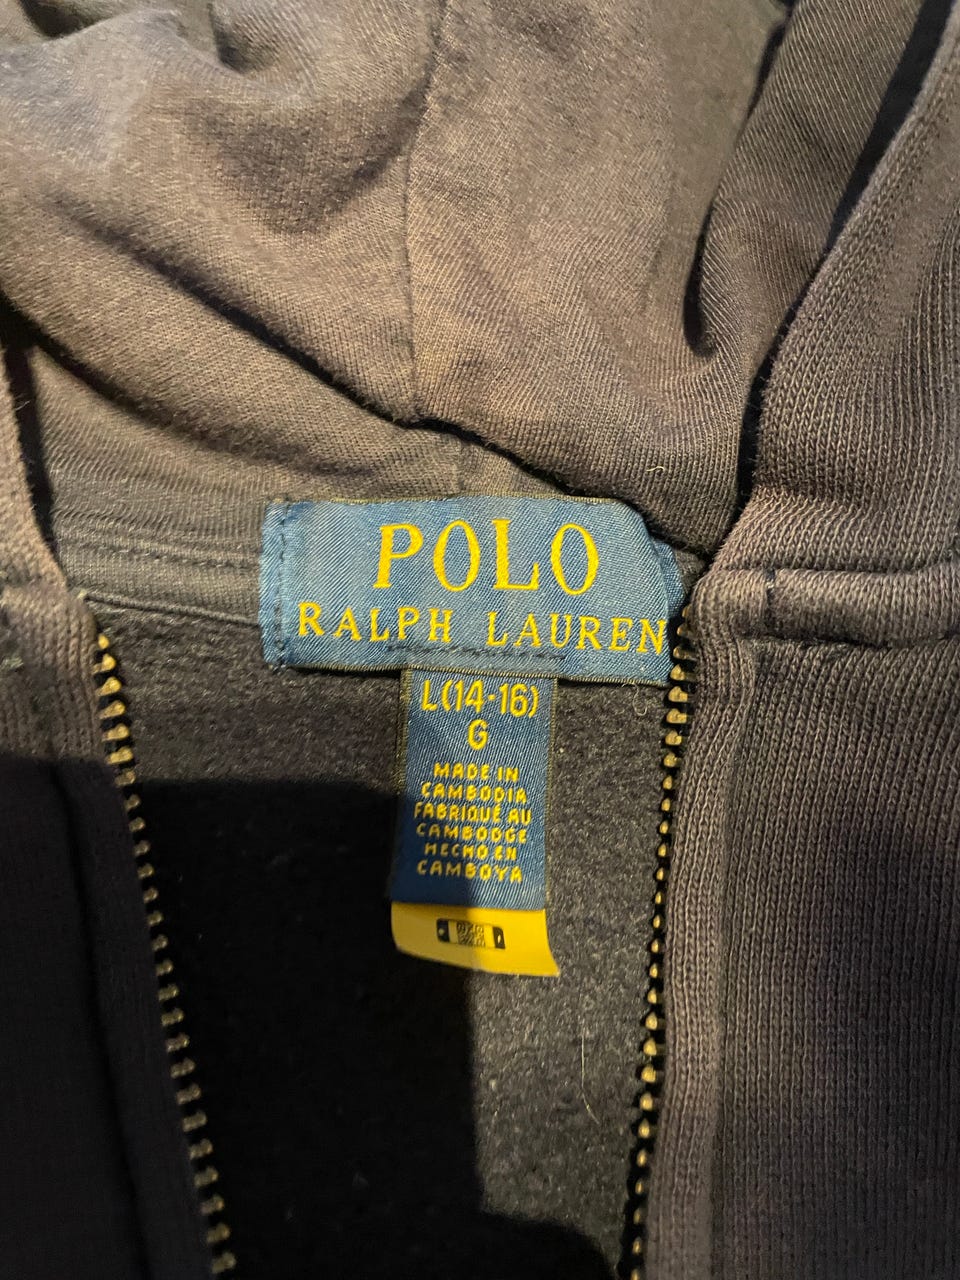 POLO
RALPH LAUREN
L(14-16)
G
MADE IN
CAMBODIA
FABRIQUÉ AU
CAMBODGE
HECHO EN
CAMBOYA